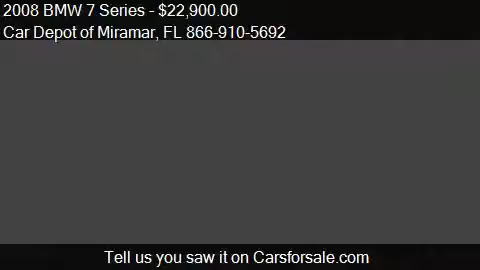 2008 BMW 7 Series - $22,900.00
Car Depot of Miramar, FL 866-910-5692
Tell us you saw it on Carsforsale.com